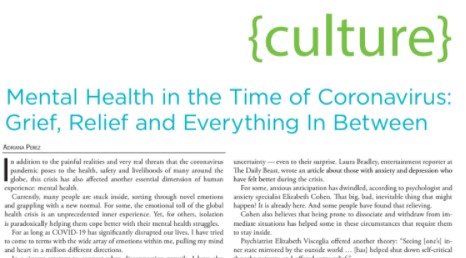 {culture}
Mental Health in the Time of Coronavirus:
Grief, Relief and Everything In Between
ADRIANA PEREZ
In addition to the painful realities and very real threats that the coronavirus
pandemic poses to the health, safety and livelihoods of many around the
globe, this crisis has also affected another essential dimension of human
experience: mental health.
Currently, many people are stuck inside, sorting through novel emotions
and grappling with a new normal. For some, the emotional toll of the global
health crisis is an unprecedented inner experience. Yet, for others, isolation
is paradoxically helping them cope better with their mental health struggles.
For as long as COVID-19 has significantly disrupted our lives, I have tried
to come to terms with the wide array of emotions within me, pulling my mind
and heart in a million different directions.
uncertainty — even to their surprise. Laura Bradley, entertainment reporter at
The Daily Beast, wrote an article about those with anxiety and depression who
have felt better during the crisis.
For some, anxious anticipation has dwindled, according to psychologist and
anxiety specialist Elizabeth Cohen. That big, bad, inevitable thing that might
happen? It is already here. And some people have found that relieving.
Cohen also believes that being prone to dissociate and withdraw from im-
mediate situations has helped some in these circumstances that require them
to stay inside.
Psychiatrist Elizabeth Visceglia offered another theory: "Seeing [one's] in-
ner state mirrored by the outside world … [has] helped shut down self-critical